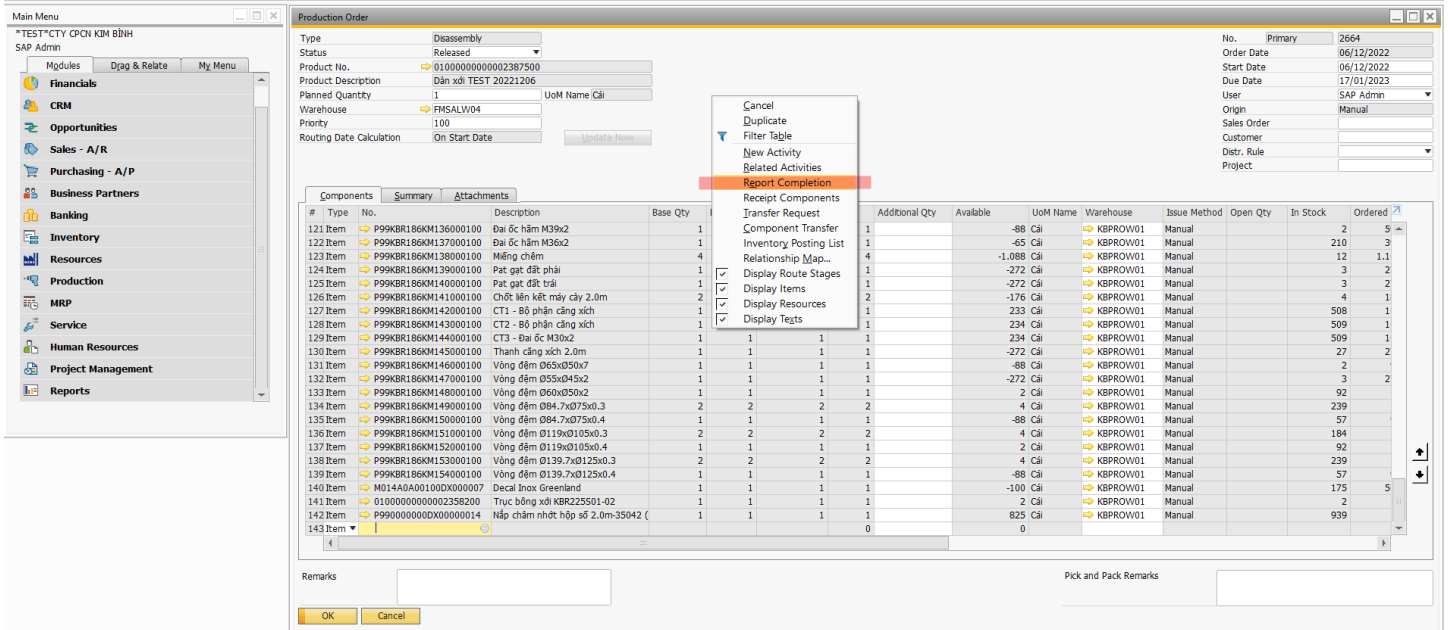 Main Menu
*TEST*CTY CPCN KIM BÌNH
SAP Admin
Modules Drag & Relate My Menu
Financials
CRM
Opportunities
Sales - A/R
Purchasing - A/P
Business Partners
Banking
Inventory
Resources
Production
MRP
Service
Human Resources
Project Management
Reports
Production Order
Type Disassembly
Status Released
Product No. 01000000000002387500
Product Description Dàn xới TEST 20221206
Planned Quantity 1 UoM Name Cái
Warehouse FMSALW04
Priority 100
Routing Date Calculation On Start Date Update Now
No. Primary 2664
Order Date 06/12/2022
Start Date 06/12/2022
Due Date 17/01/2023
User SAP Admin
Origin Manual
Sales Order
Customer
Distr. Rule
Project
Cancel
Duplicate
Filter Table
New Activity
Related Activities
Report Completion
Receipt Components
Transfer Request
Component Transfer
Inventory Posting List
Relationship Map...
Display Route Stages
Display Items
Display Resources
Display Texts
Components Summary Attachments
# Type No. Description Base Qty Additional Qty Available UoM Name Warehouse Issue Method Open Qty In Stock Ordered
121 Item P99KBR186KM136000100 Đai ốc hãm M39x2 1 1 -88 Cái KBPROW01 Manual 2
122 Item P99KBR186KM137000100 Đai ốc hãm M36x2 1 1 -65 Cái KBPROW01 Manual 210
123 Item P99KBR186KM138000100 Miếng chêm 4 4 -1.088 Cái KBPROW01 Manual 12
124 Item P99KBR186KM139000100 Pat gạt đất phải 1 1 -272 Cái KBPROW01 Manual 3
125 Item P99KBR186KM140000100 Pat gạt đất trái 1 1 -272 Cái KBPROW01 Manual 3
126 Item P99KBR186KM141000100 Chốt liên kết máy cày 2.0m 2 2 -176 Cái KBPROW01 Manual 4
127 Item P99KBR186KM142000100 CT1 - Bộ phận căng xích 1 1 233 Cái KBPROW01 Manual 508
128 Item P99KBR186KM143000100 CT2 - Bộ phận căng xích 1 1 234 Cái KBPROW01 Manual 509
129 Item P99KBR186KM144000100 CT3 - Đai ốc M30x2 1 1 1 1 234 Cái KBPROW01 Manual 509
130 Item P99KBR186KM145000100 Thanh căng xích 2.0m 1 1 1 1 -272 Cái KBPROW01 Manual 27
131 Item P99KBR186KM146000100 Vòng đệm Ø65xØ50x7 1 1 1 1 -88 Cái KBPROW01 Manual 2
132 Item P99KBR186KM147000100 Vòng đệm Ø55xØ45x2 1 1 1 1 -272 Cái KBPROW01 Manual 3
133 Item P99KBR186KM148000100 Vòng đệm Ø60xØ50x2 1 1 1 1 2 Cái KBPROW01 Manual 92
134 Item P99KBR186KM149000100 Vòng đệm Ø84.7xØ75x0.3 2 2 2 2 4 Cái KBPROW01 Manual 239
135 Item P99KBR186KM150000100 Vòng đệm Ø84.7xØ75x0.4 1 1 1 1 -88 Cái KBPROW01 Manual 57
136 Item P99KBR186KM151000100 Vòng đệm Ø119xØ105x0.3 2 2 2 2 4 Cái KBPROW01 Manual 184
137 Item P99KBR186KM152000100 Vòng đệm Ø119xØ105x0.4 1 1 1 1 2 Cái KBPROW01 Manual 92
138 Item P99KBR186KM153000100 Vòng đệm Ø139.7xØ125x0.3 2 2 2 2 4 Cái KBPROW01 Manual 239
139 Item P99KBR186KM154000100 Vòng đệm Ø139.7xØ125x0.4 1 1 1 1 -88 Cái KBPROW01 Manual 57
140 Item M014A0A00100DX000007 Decal Inox Greenland 1 1 1 1 -100 Cái KBPROW01 Manual 175
141 Item 01000000000002358200 Trục bông xới KBR225S01-02 1 1 1 1 2 Cái KBPROW01 Manual 2
142 Item P990000000DX00000014 Nắp châm nhớt hộp số 2.0m-35042 ( 1 1 1 1 825 Cái KBPROW01 Manual 939
143 Item 0 0
Remarks
Pick and Pack Remarks
OK Cancel